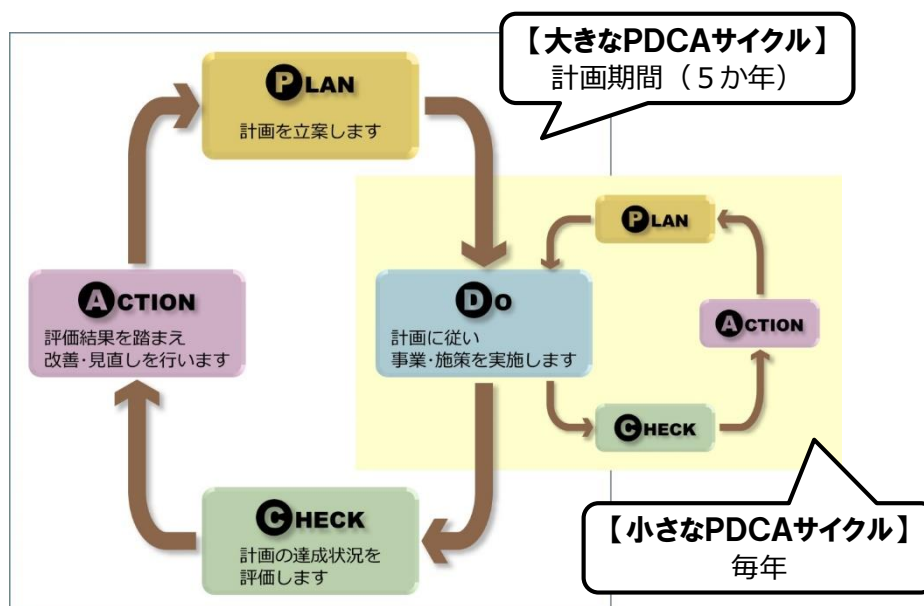 【大きなPDCAサイクル】
計画期間（５か年）
PLAN
計画を立案します
PLAN
ACTION
評価結果を踏まえ
改善・見直しを行います
DO
計画に従い
事業・施策を実施します
ACTION
CHECK
CHECK
計画の達成状況を
評価します
【小さなPDCAサイクル】
毎年